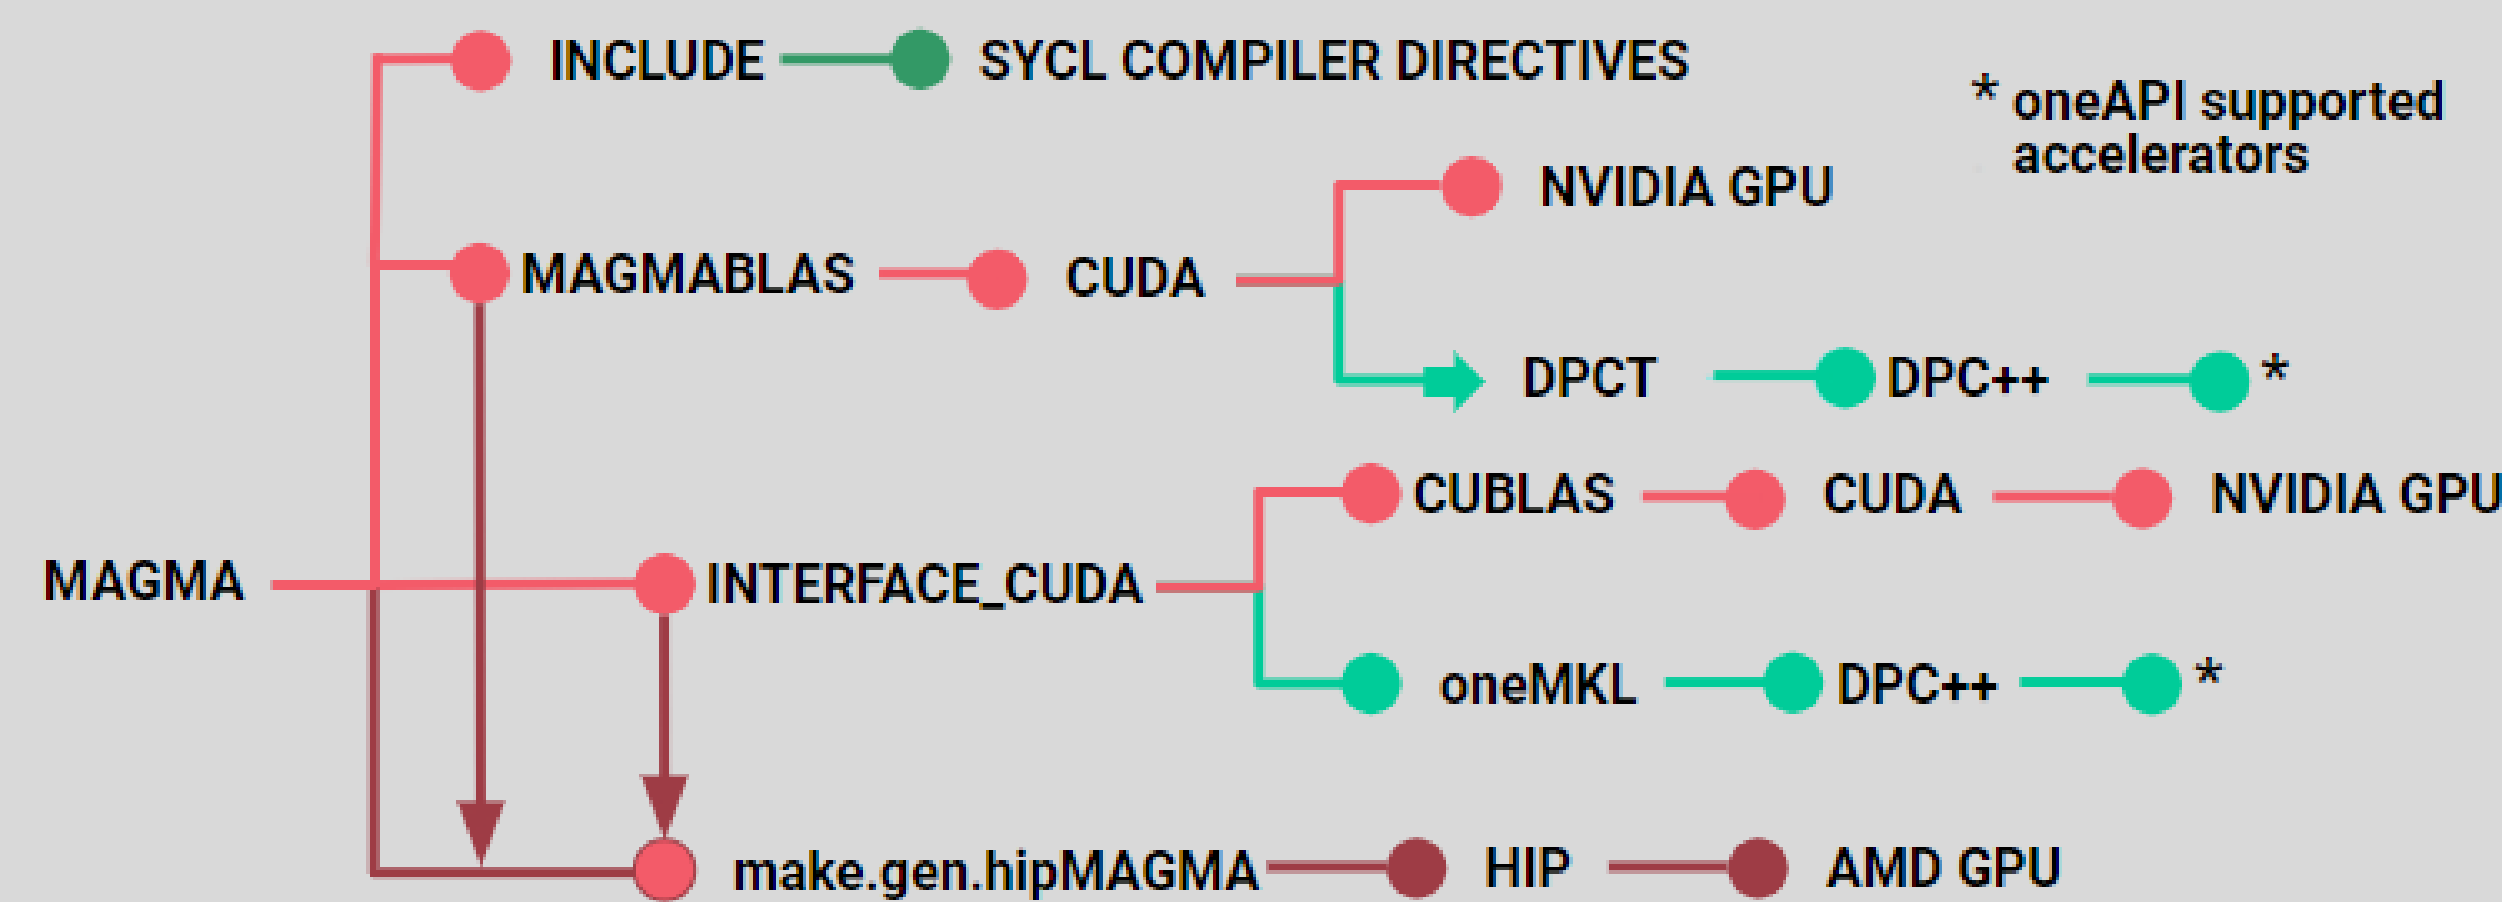 INCLUDE SYCL COMPILER DIRECTIVES
* oneAPI supported
accelerators
NVIDIA GPU
MAGMABLAS CUDA
DPCT DPC++ *
CUBLAS CUDA NVIDIA GPU
MAGMA INTERFACE_CUDA
oneMKL DPC++ *
make.gen.hipMAGMA HIP AMD GPU